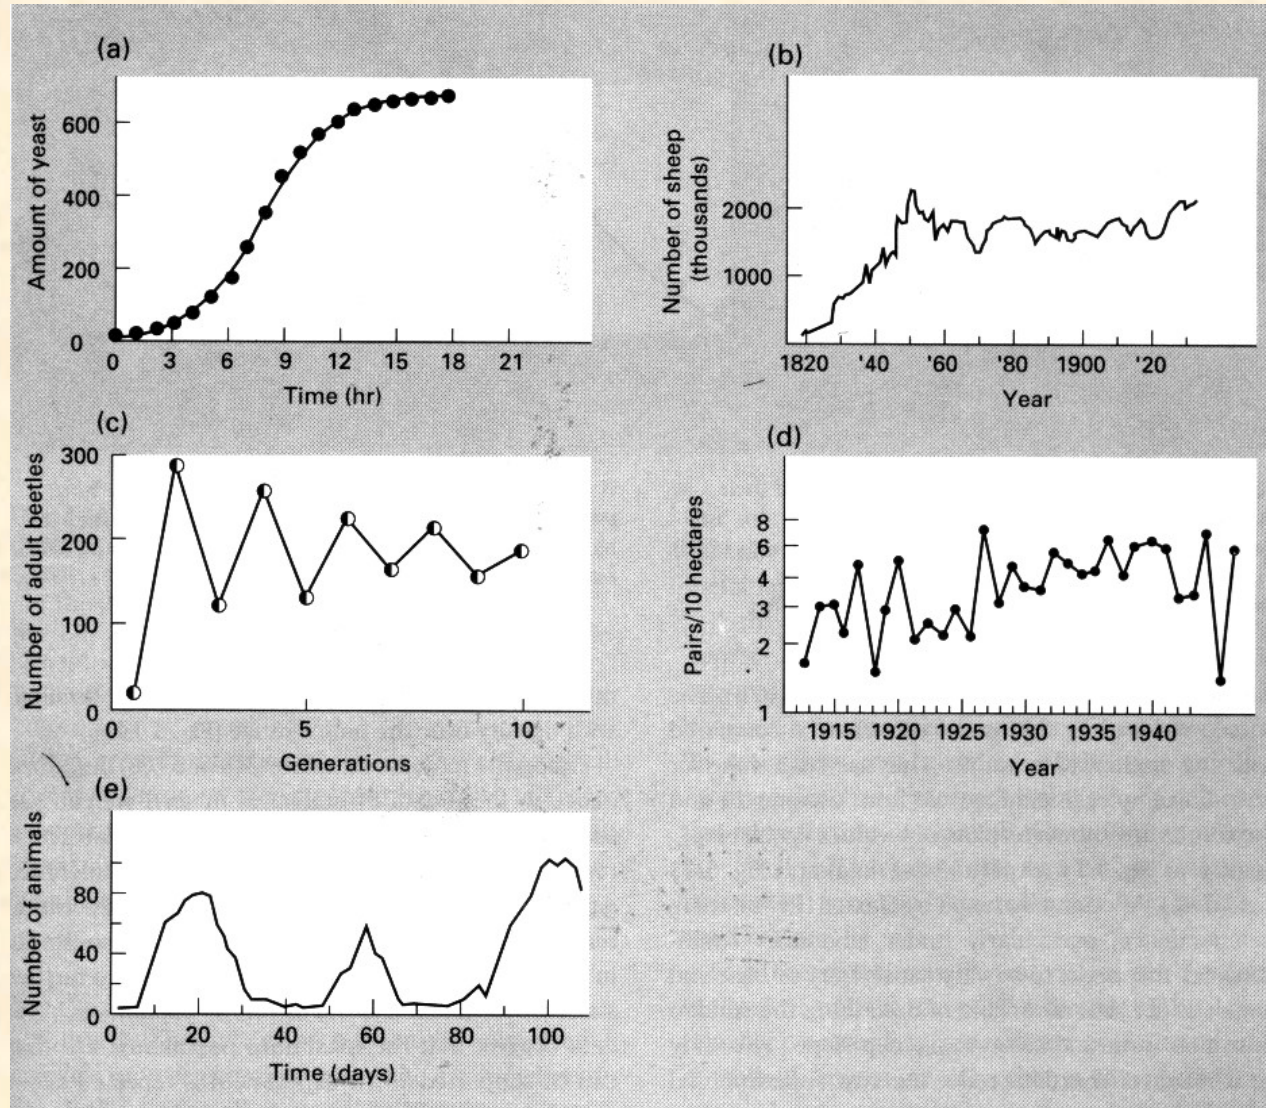 (a)
Amount of yeast
600
400
200
0
0 3 6 9 12 15 18 21
Time (hr)
(b)
Number of sheep
(thousands)
2000
1000
1820 '40 '60 '80 1900 '20
Year
(c)
Number of adult beetles
300
200
100
0
0 5 10
Generations
(d)
Pairs/10 hectares
8
6
4
3
2
1
1915 1920 1925 1930 1935 1940
Year
(e)
Number of animals
80
40
0
0 20 40 60 80 100
Time (days)